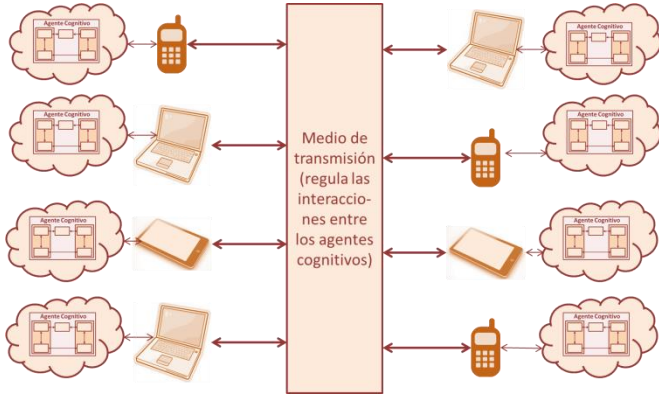 Agente Cognitivo
Agente Cognitivo
Agente Cognitivo
Agente Cognitivo
Medio de
transmisión
(regula las
interaccio-
nes entre
los agentes
cognitivos)
Agente Cognitivo
Agente Cognitivo
Agente Cognitivo
Agente Cognitivo